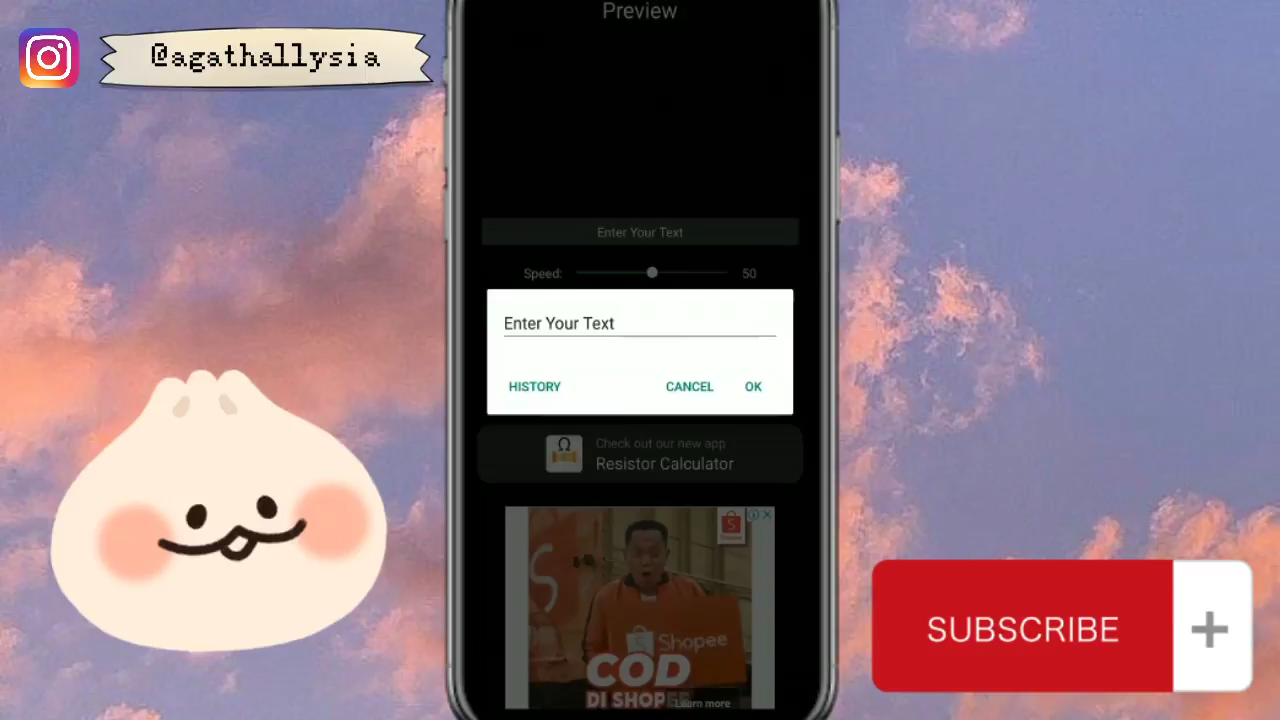 Preview
@agathallysia
Enter Your Text
Speed:
50
Enter Your Text
HISTORY
CANCEL
OK
Check out our new app
Resistor Calculator
Shopee
COD
DI SHOPEE
Learn more
SUBSCRIBE
+